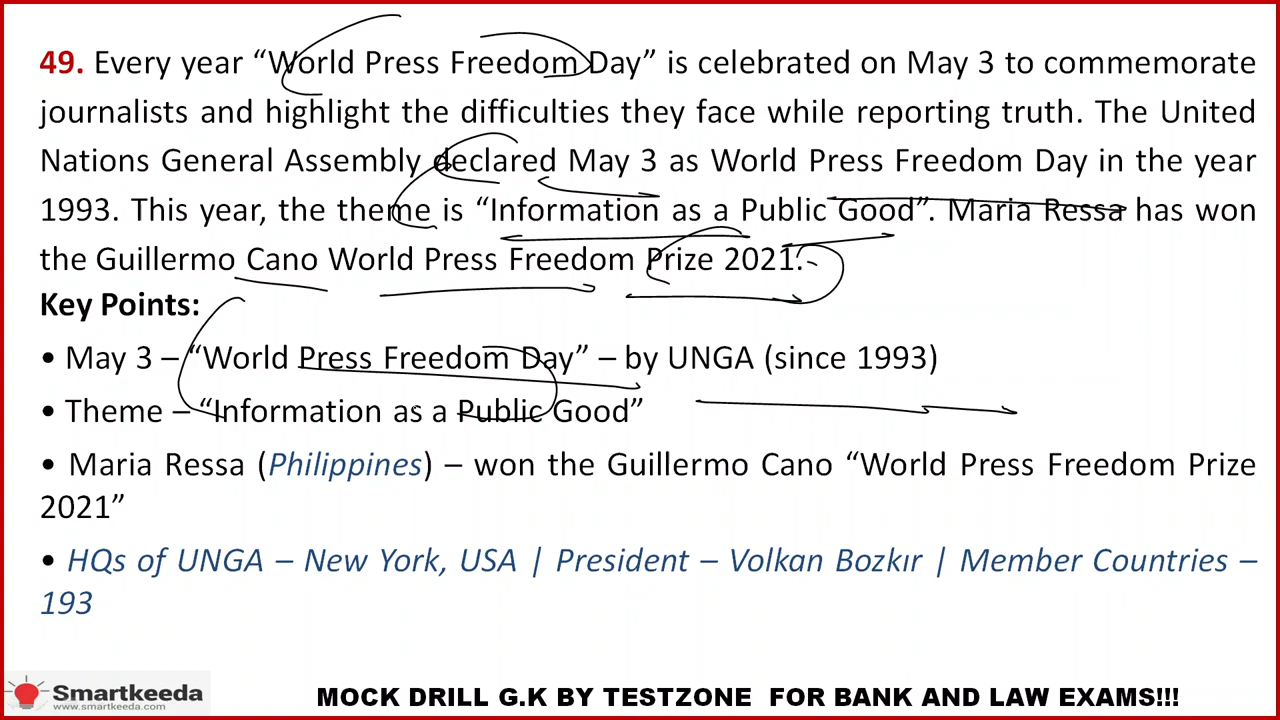 49. Every year “World Press Freedom Day” is celebrated on May 3 to commemorate
journalists and highlight the difficulties they face while reporting truth. The United
Nations General Assembly declared May 3 as World Press Freedom Day in the year
1993. This year, the theme is “Information as a Public Good”. Maria Ressa has won
the Guillermo Cano World Press Freedom Prize 2021.
Key Points:
• May 3 – “World Press Freedom Day” – by UNGA (since 1993)
• Theme – “Information as a Public Good”
• Maria Ressa (Philippines) – won the Guillermo Cano “World Press Freedom Prize
2021”
• HQs of UNGA – New York, USA | President – Volkan Bozkır | Member Countries –
193
Smartkeeda
www.smartkeeda.com
MOCK DRILL G.K BY TESTZONE FOR BANK AND LAW EXAMS!!!